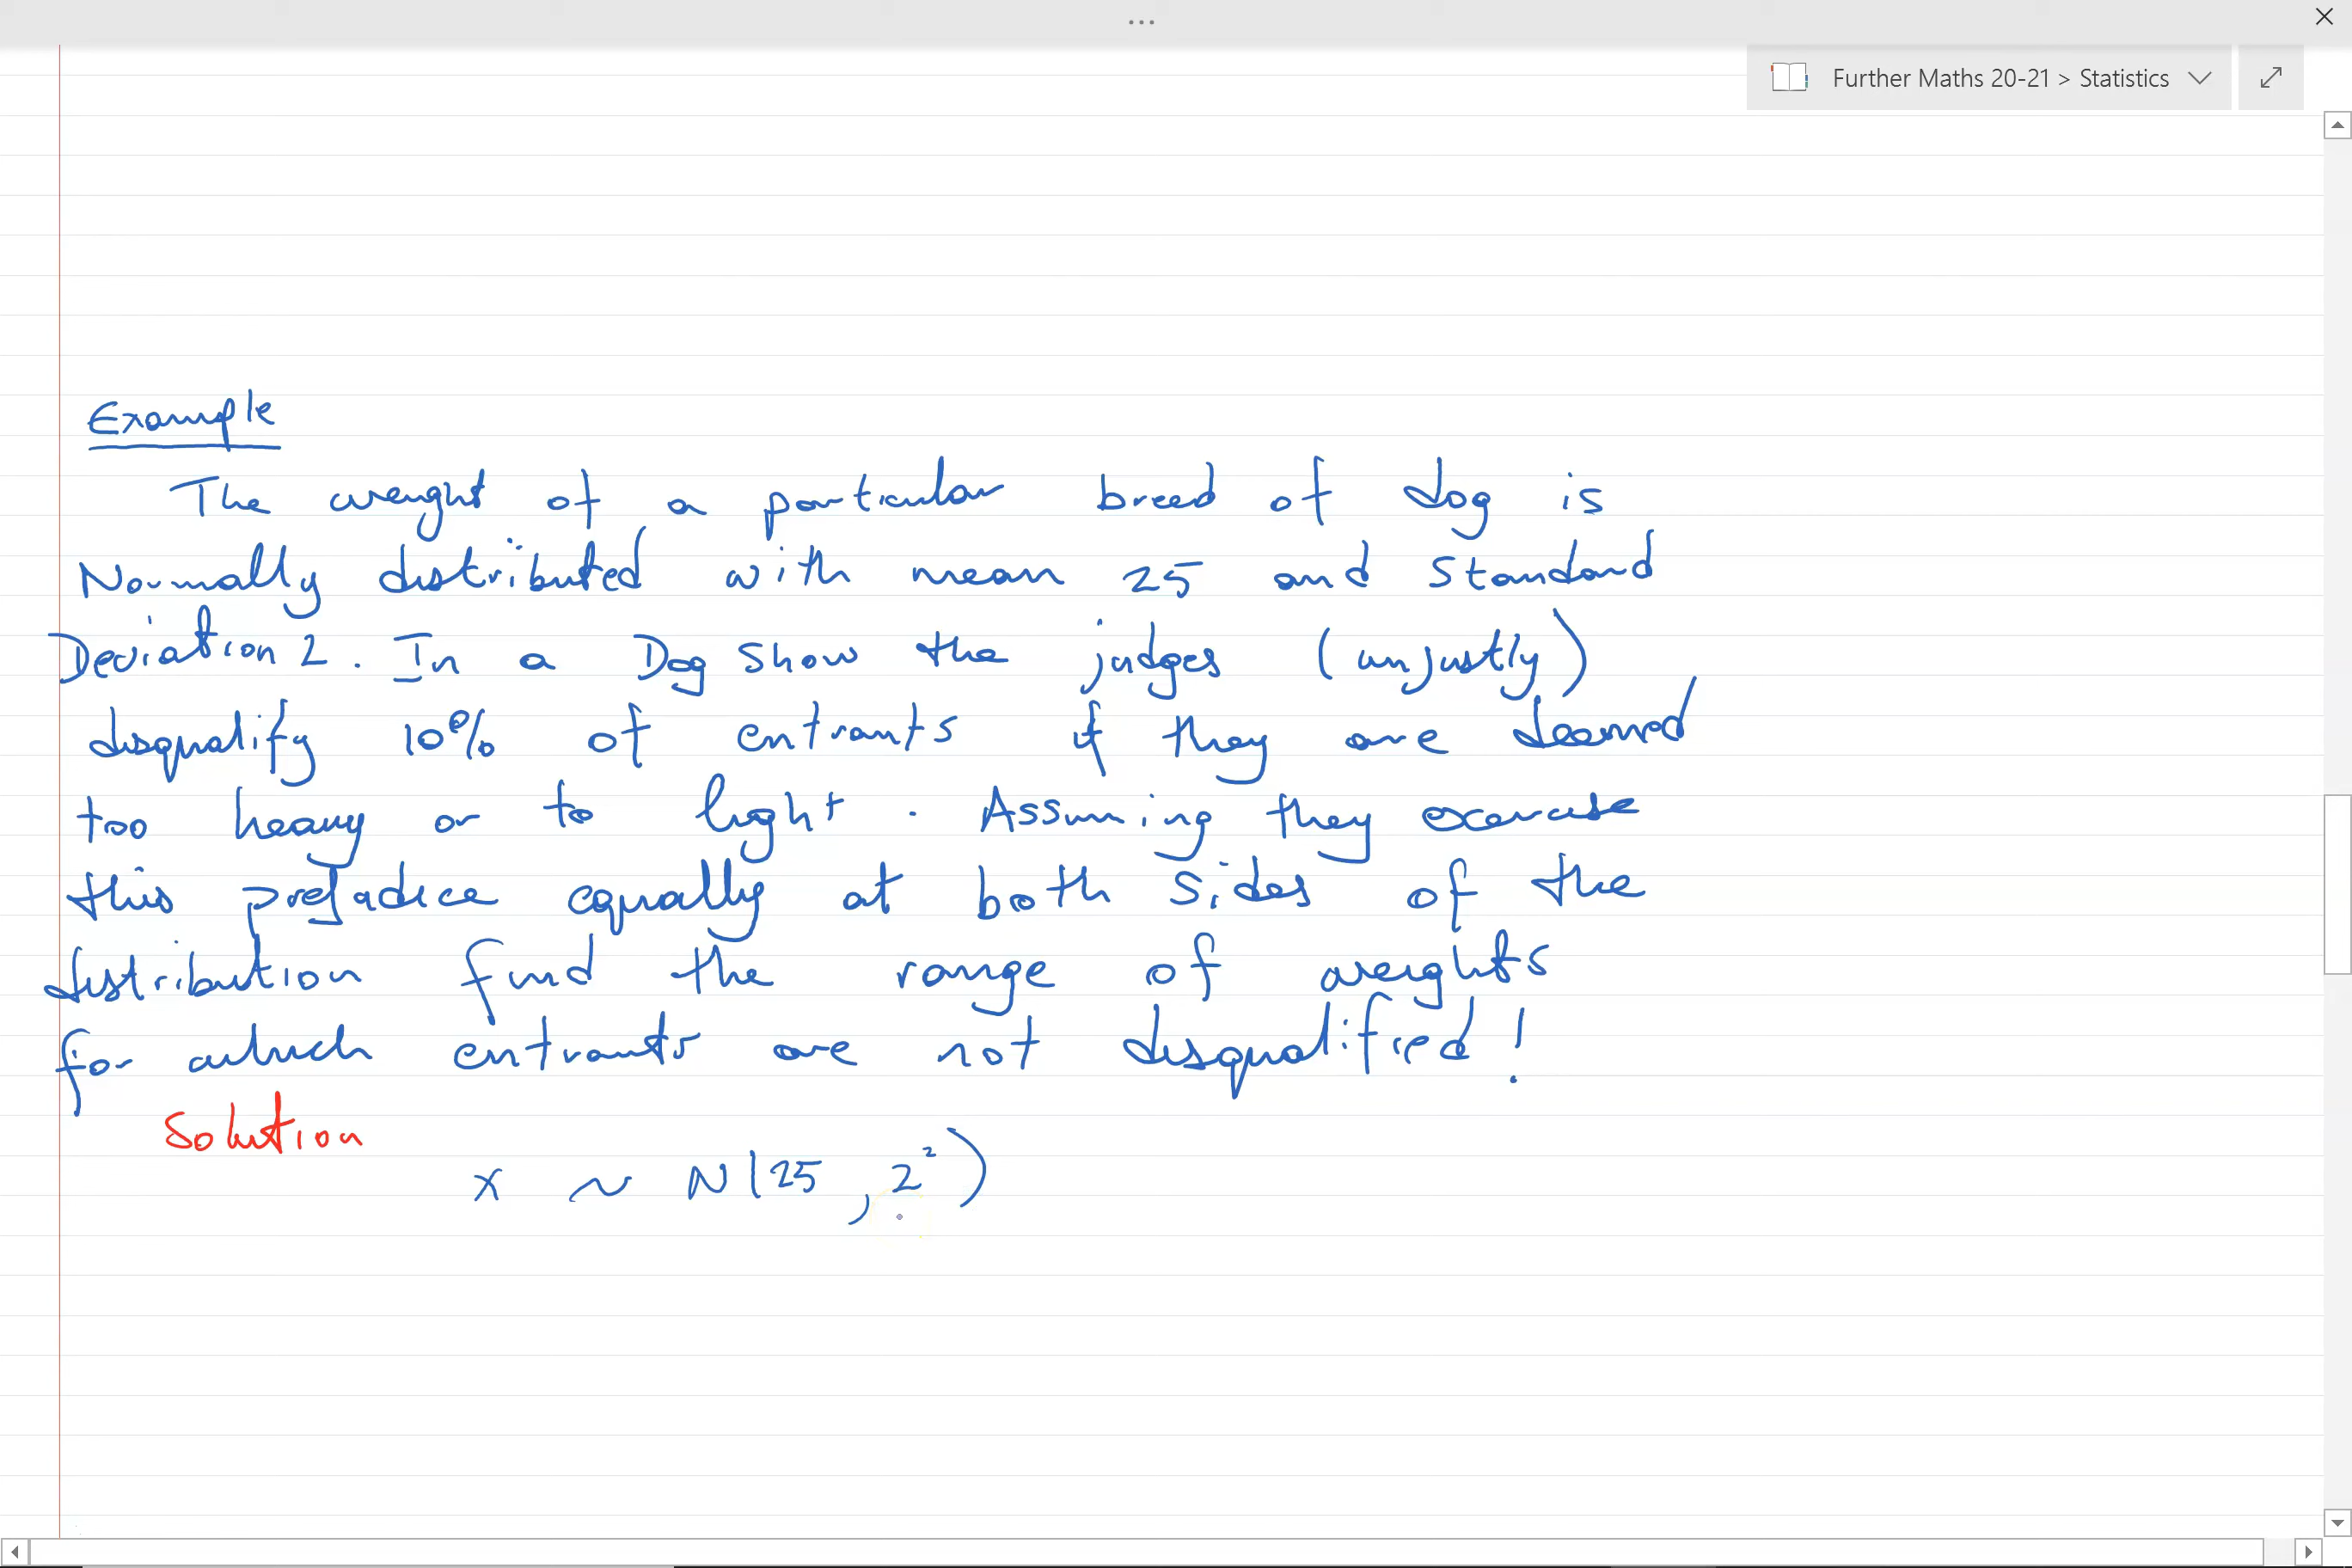 Further Maths 20-21 > Statistics
Example
The weight of a particular breed of dog is
Normally distributed with mean 25 and standard
Deviation 2. In a Dog Show the judges (unjustly)
disqualify 10% of entrants if they are deemed
too heavy or to light. Assuming they execute
this prejadice equally at both sides of the
distribution find the range of weights
for which entrants are not disqualified!
Solution
x ~ N(25, 2²)